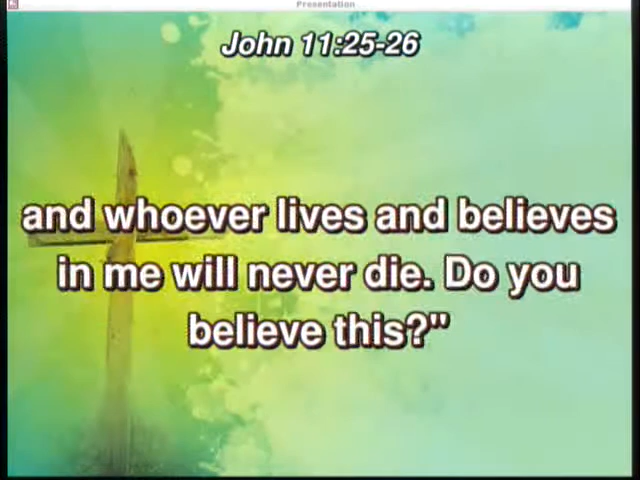 Presentation
John 11:25-26
and whoever lives and believes
in me will never die. Do you
believe this?"